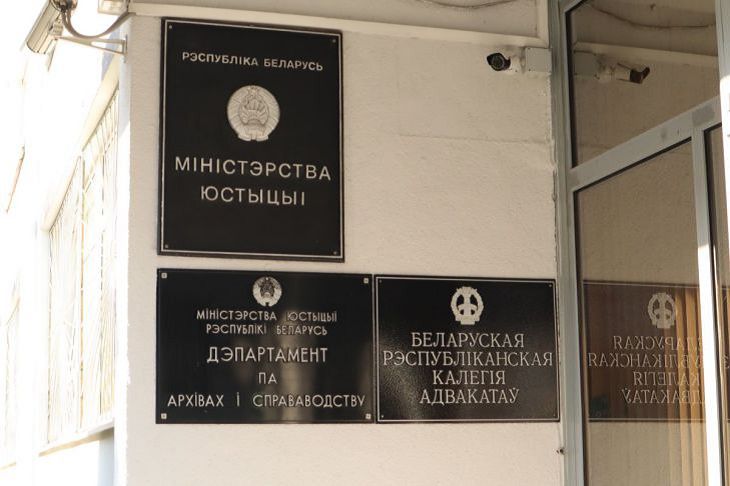 РЭСПУБЛІКА БЕЛАРУСЬ
МІНІСТЭРСТВА
ЮСТЫЦЫІ
МІНІСТЭРСТВА ЮСТЫЦЫІ
РЭСПУБЛІКІ БЕЛАРУСЬ
ДЭПАРТАМЕНТ
ПА
АРХІВАХ І СПРАВАВОДСТВУ
БЕЛАРУСКАЯ
РЭСПУБЛІКАНСКАЯ
КАЛЕГІЯ
АДВАКАТАЎ